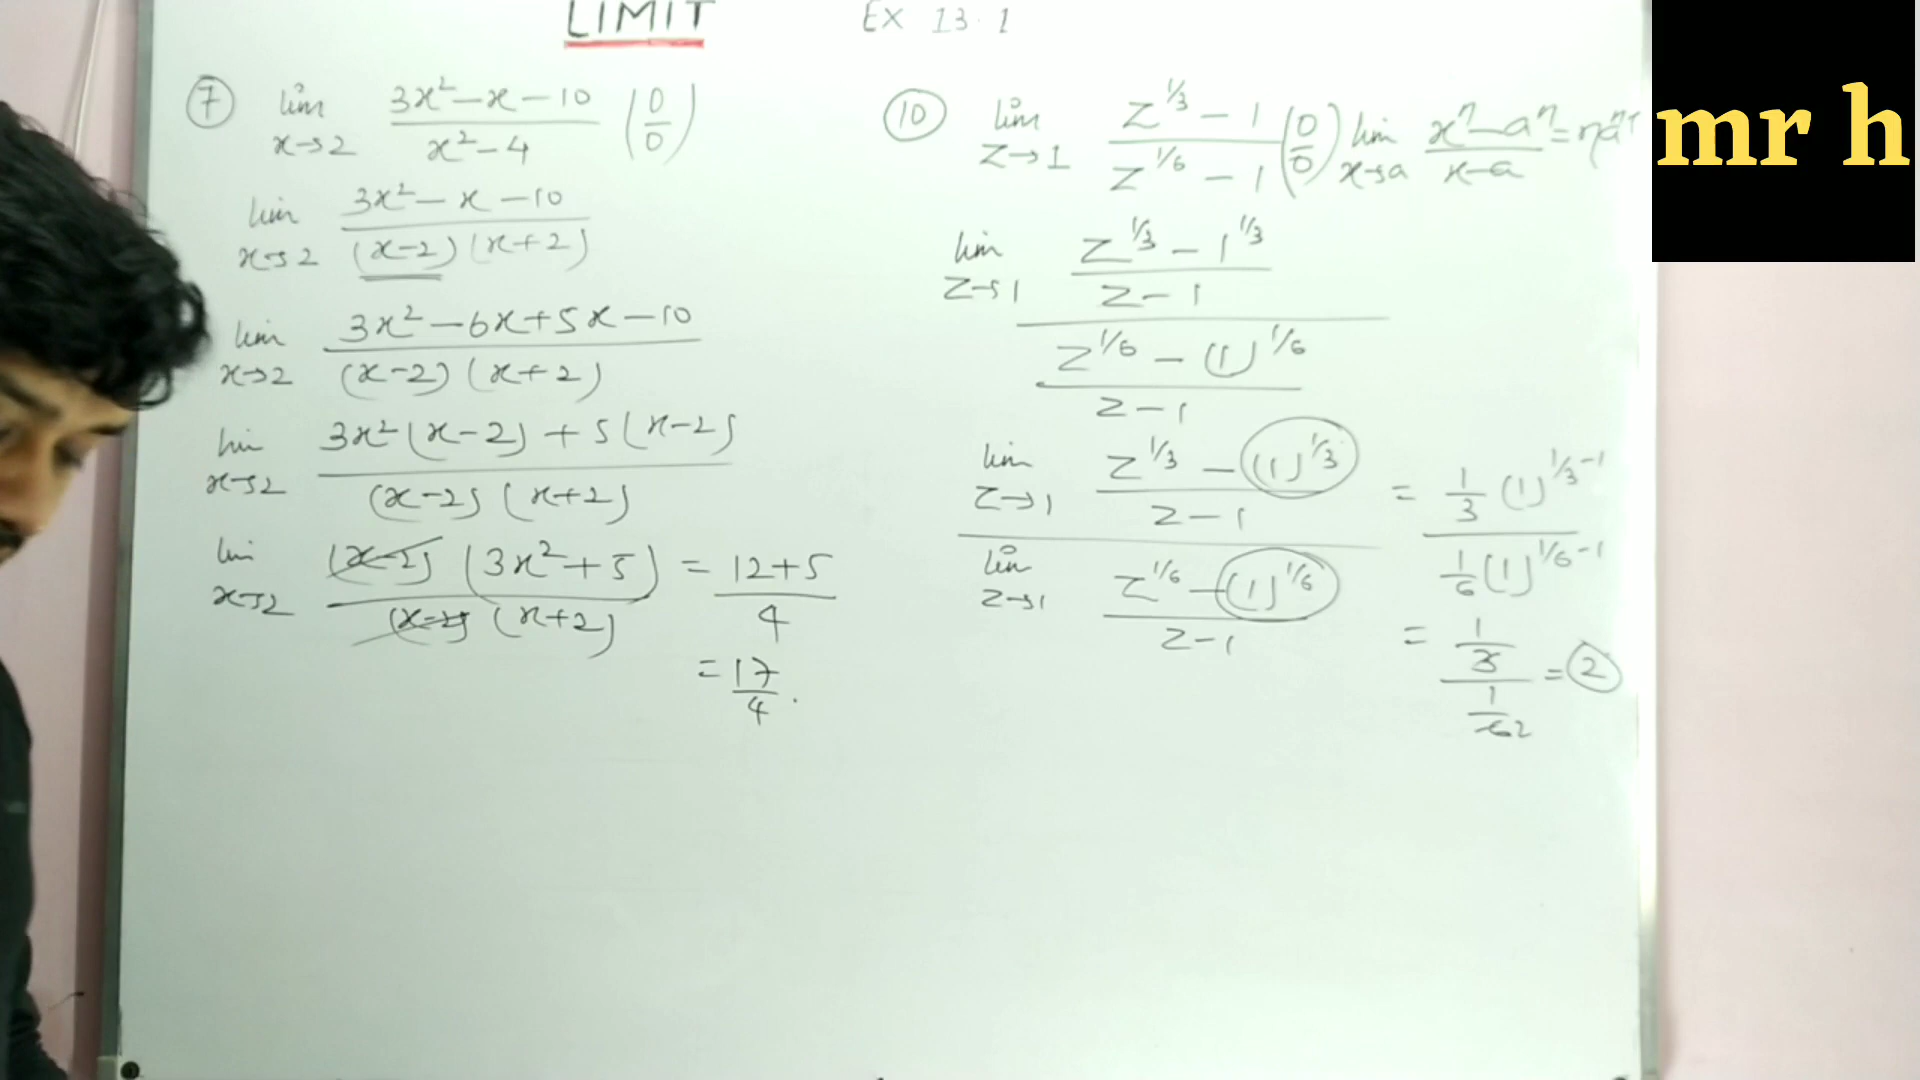 LIMIT EX 13.1
mr h
7 lim x→2 3x²-x-10 / x²-4 (0/0)
lim x→2 3x²-x-10 / (x-2)(x+2)
lim x→2 3x²-6x+5x-10 / (x-2)(x+2)
lim x→2 3x²(x-2)+5(x-2) / (x-2)(x+2)
lim x→2 (x-2)(3x²+5) / (x-2)(x+2) = 12+5 / 4
= 17/4.
10 lim z→1 z^1/3 - 1 / z^1/6 - 1 (0/0) lim x→a xⁿ-aⁿ / x-a = naⁿ⁻¹
lim z→1 z^1/3 - 1^1/3 / z-1
z^1/6 - (1)^1/6 / z-1
lim z→1 z^1/3 - (1)^1/3 / z-1 = 1/3 (1)^1/3-1
lim z→1 z^1/6 - (1)^1/6 / z-1 1/6 (1)^1/6-1
= 1/3 / 1/6 2 = 2